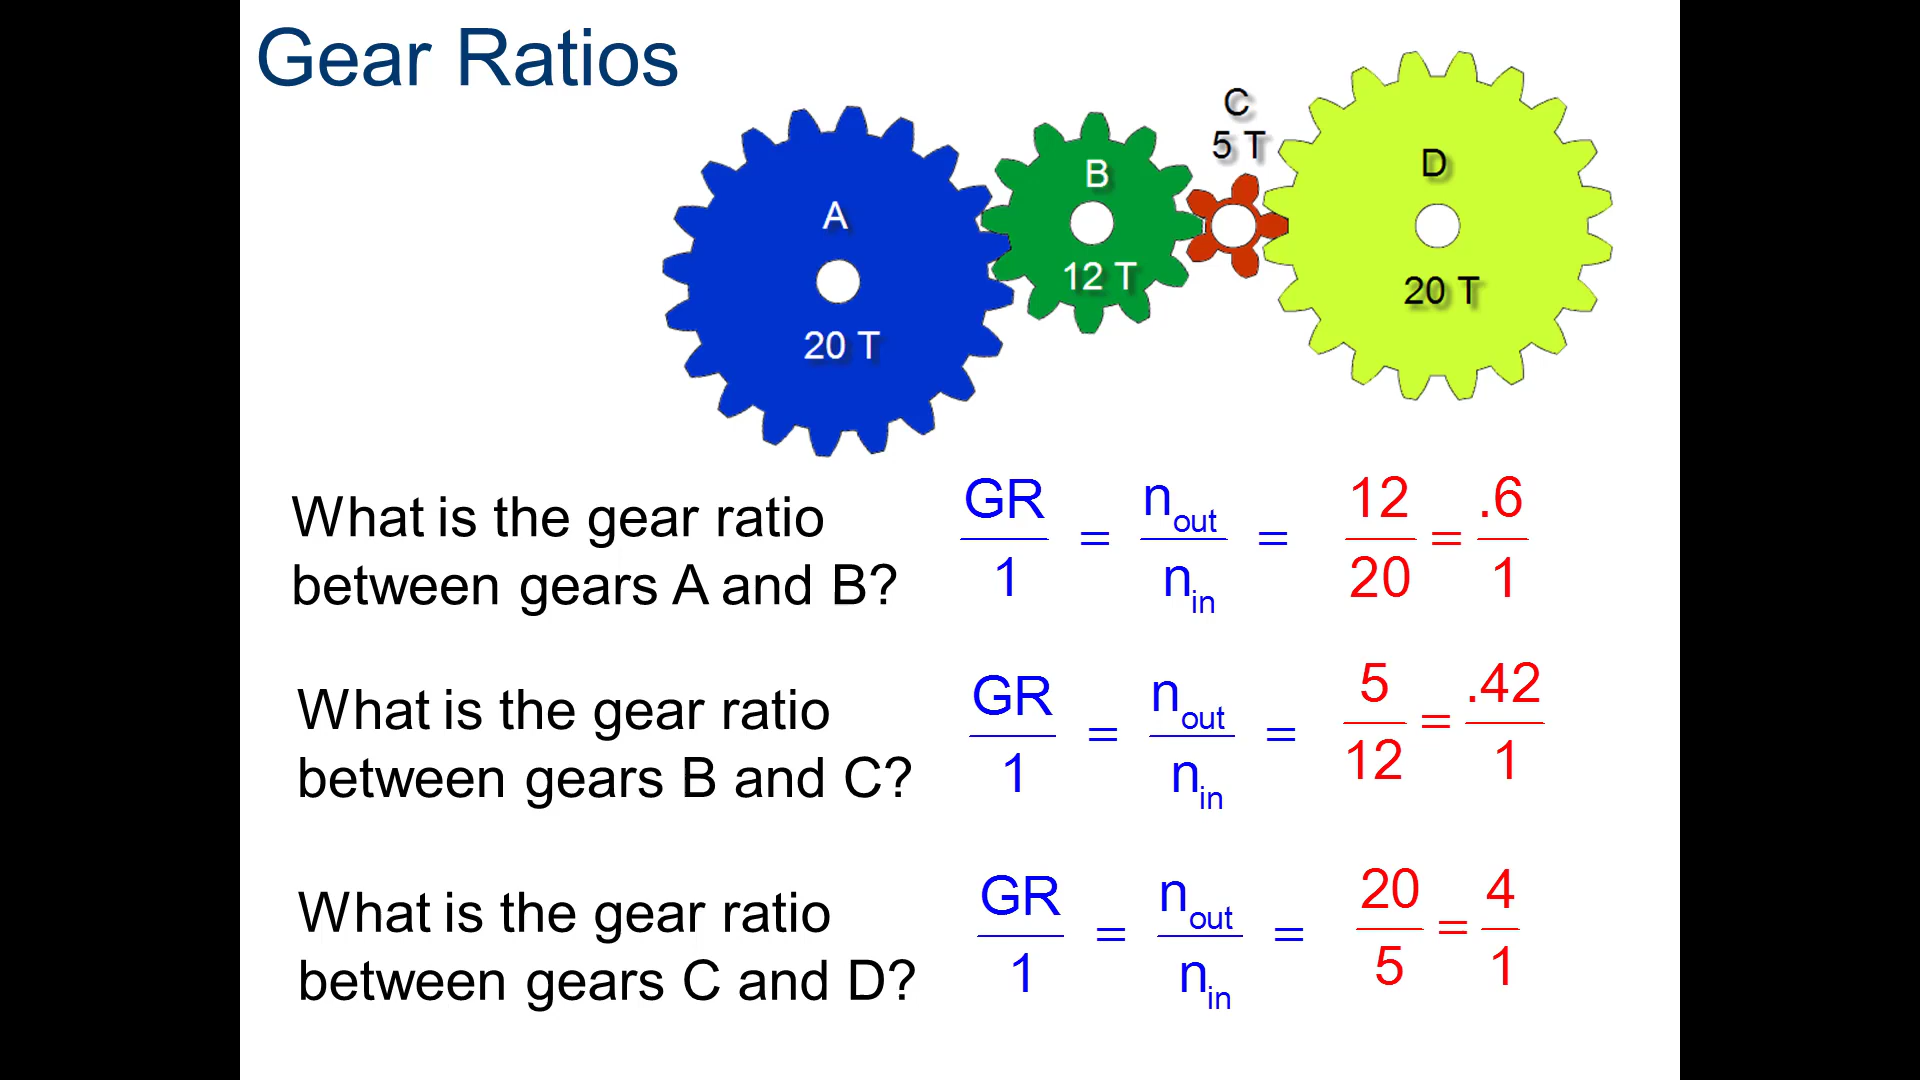 Gear Ratios
A
20 T
B
12 T
C
5 T
D
20 T
What is the gear ratio
between gears A and B?
GR/1 = n_out/n_in = 12/20 = .6/1
What is the gear ratio
between gears B and C?
GR/1 = n_out/n_in = 5/12 = .42/1
What is the gear ratio
between gears C and D?
GR/1 = n_out/n_in = 20/5 = 4/1